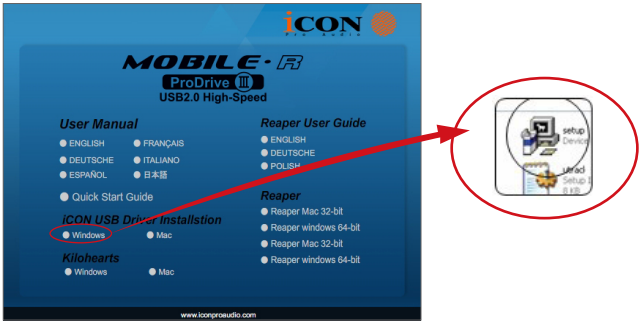 iCON
Pro Audio
MOBILE·R
ProDrive III
USB2.0 High-Speed
User Manual
ENGLISH
FRANÇAIS
DEUTSCHE
ITALIANO
ESPAÑOL
日本語
Quick Start Guide
iCON USB Driver Installstion
Windows
Mac
Kilohearts
Windows
Mac
Reaper User Guide
ENGLISH
DEUTSCHE
POLISH
Reaper
Reaper Mac 32-bit
Reaper windows 64-bit
Reaper Mac 32-bit
Reaper windows 64-bit
www.iconproaudio.com
setup
Device
utracl
Setup I
8 KB